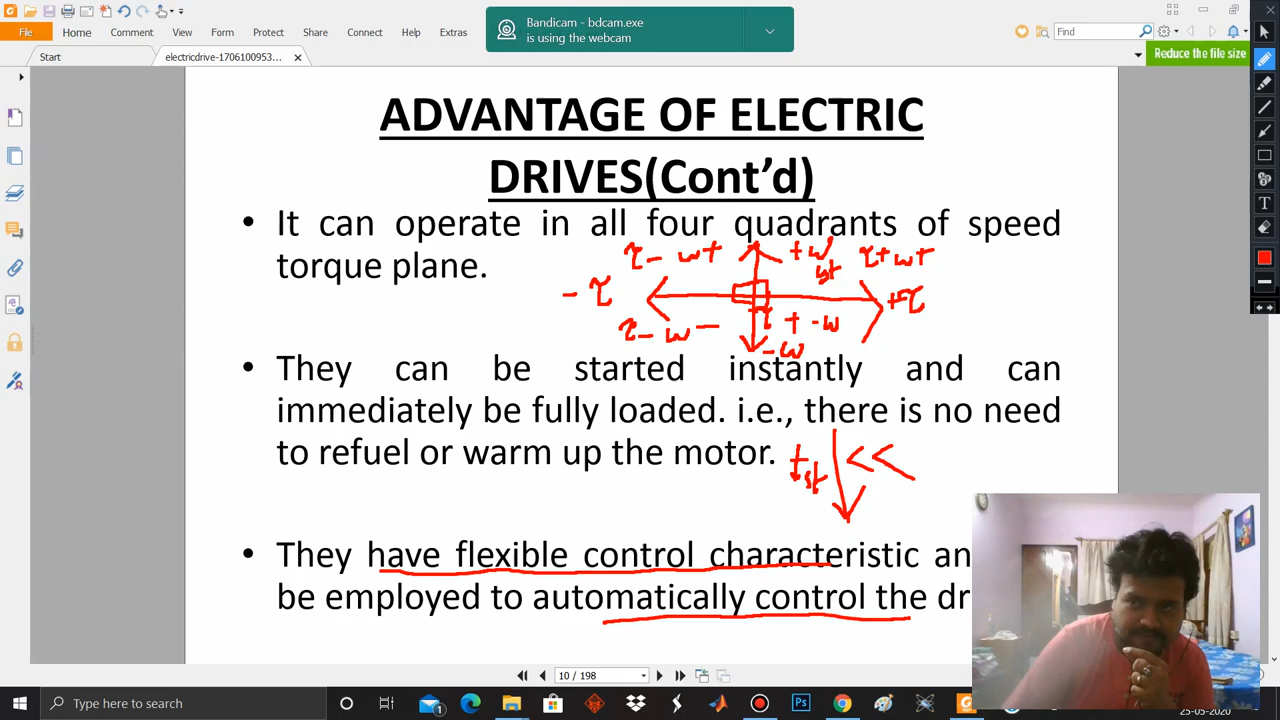 Bandicam - bdcam.exe
is using the webcam
File Home Comment View Form Protect Share Connect Help Extras
Find
Start
electricdrive-1706100953...
Reduce the file size
ADVANTAGE OF ELECTRIC
DRIVES(Cont’d)
• It can operate in all four quadrants of speed
torque plane.
τ- w+ +w τ+w+
st
-τ +τ
τ- w- τ+ -w
-w
• They can be started instantly and can
immediately be fully loaded. i.e., there is no need
to refuel or warm up the motor.
tst <<
• They have flexible control characteristic an
be employed to automatically control the dr
10 / 198
Type here to search
25-05-2020